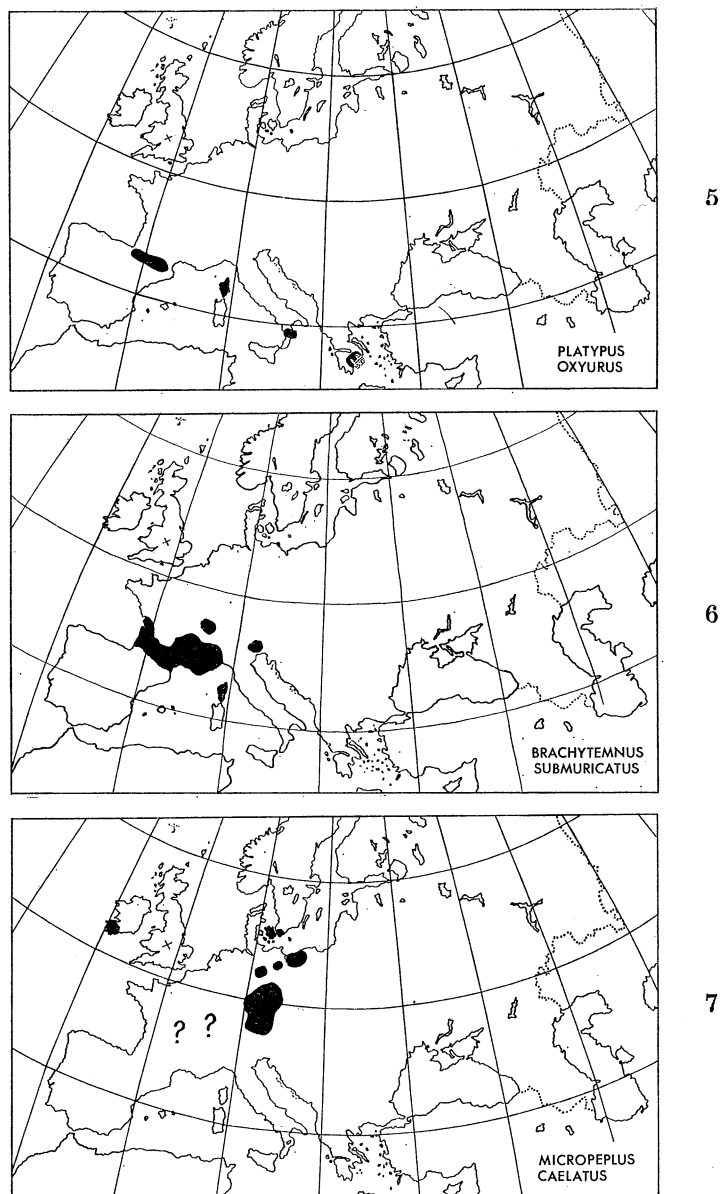 5
PLATYPUS
OXYURUS
6
BRACHYTEMNUS
SUBMURICATUS
7
? ?
MICROPEPLUS
CAELATUS